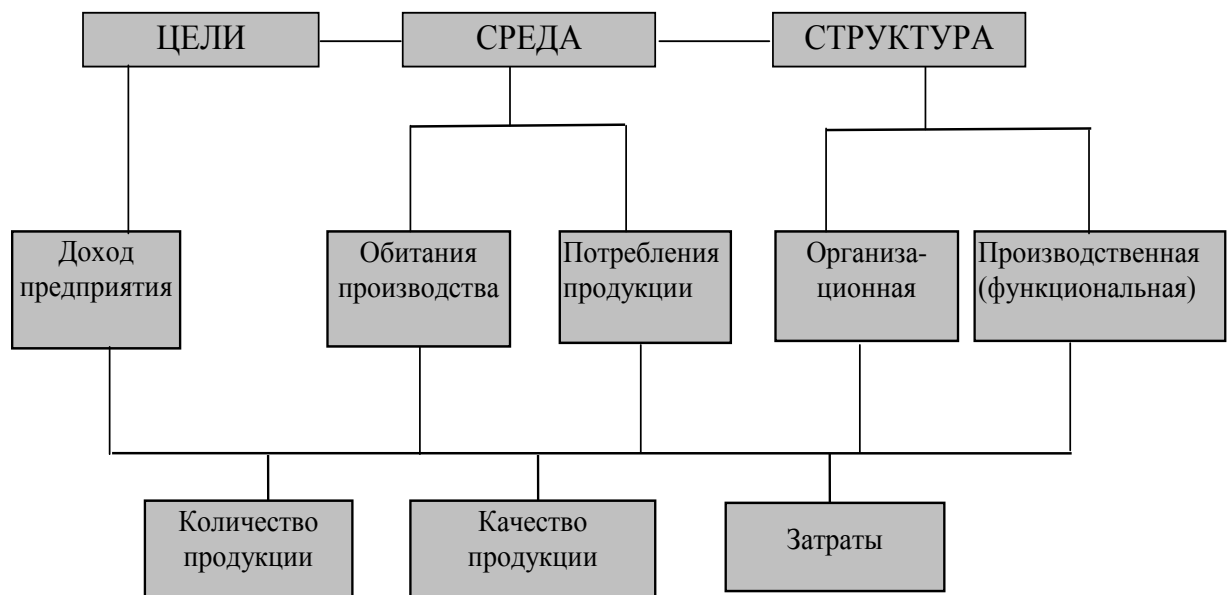 ЦЕЛИ
СРЕДА
СТРУКТУРА
Доход
предприятия
Обитания
производства
Потребления
продукции
Организа-
ционная
Производственная
(функциональная)
Количество
продукции
Качество
продукции
Затраты